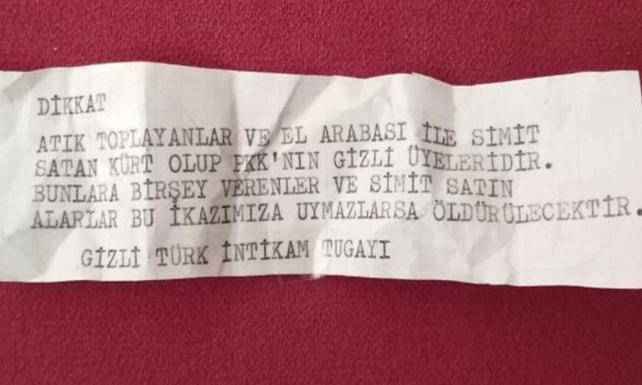 DİKKAT
ATIK TOPLAYANLAR VE EL ARABASI İLE SİMİT
SATAN KÜRT OLUP PKK'NIN GİZLİ ÜYELERİDİR.
BUNLARA BİRŞEY VERENLER VE SİMİT SATIN
ALARLAR BU İKAZIMIZA UYMAZLARSA ÖLDÜRÜLECEKTİR.
GİZLİ TÜRK İNTİKAM TUGAYI